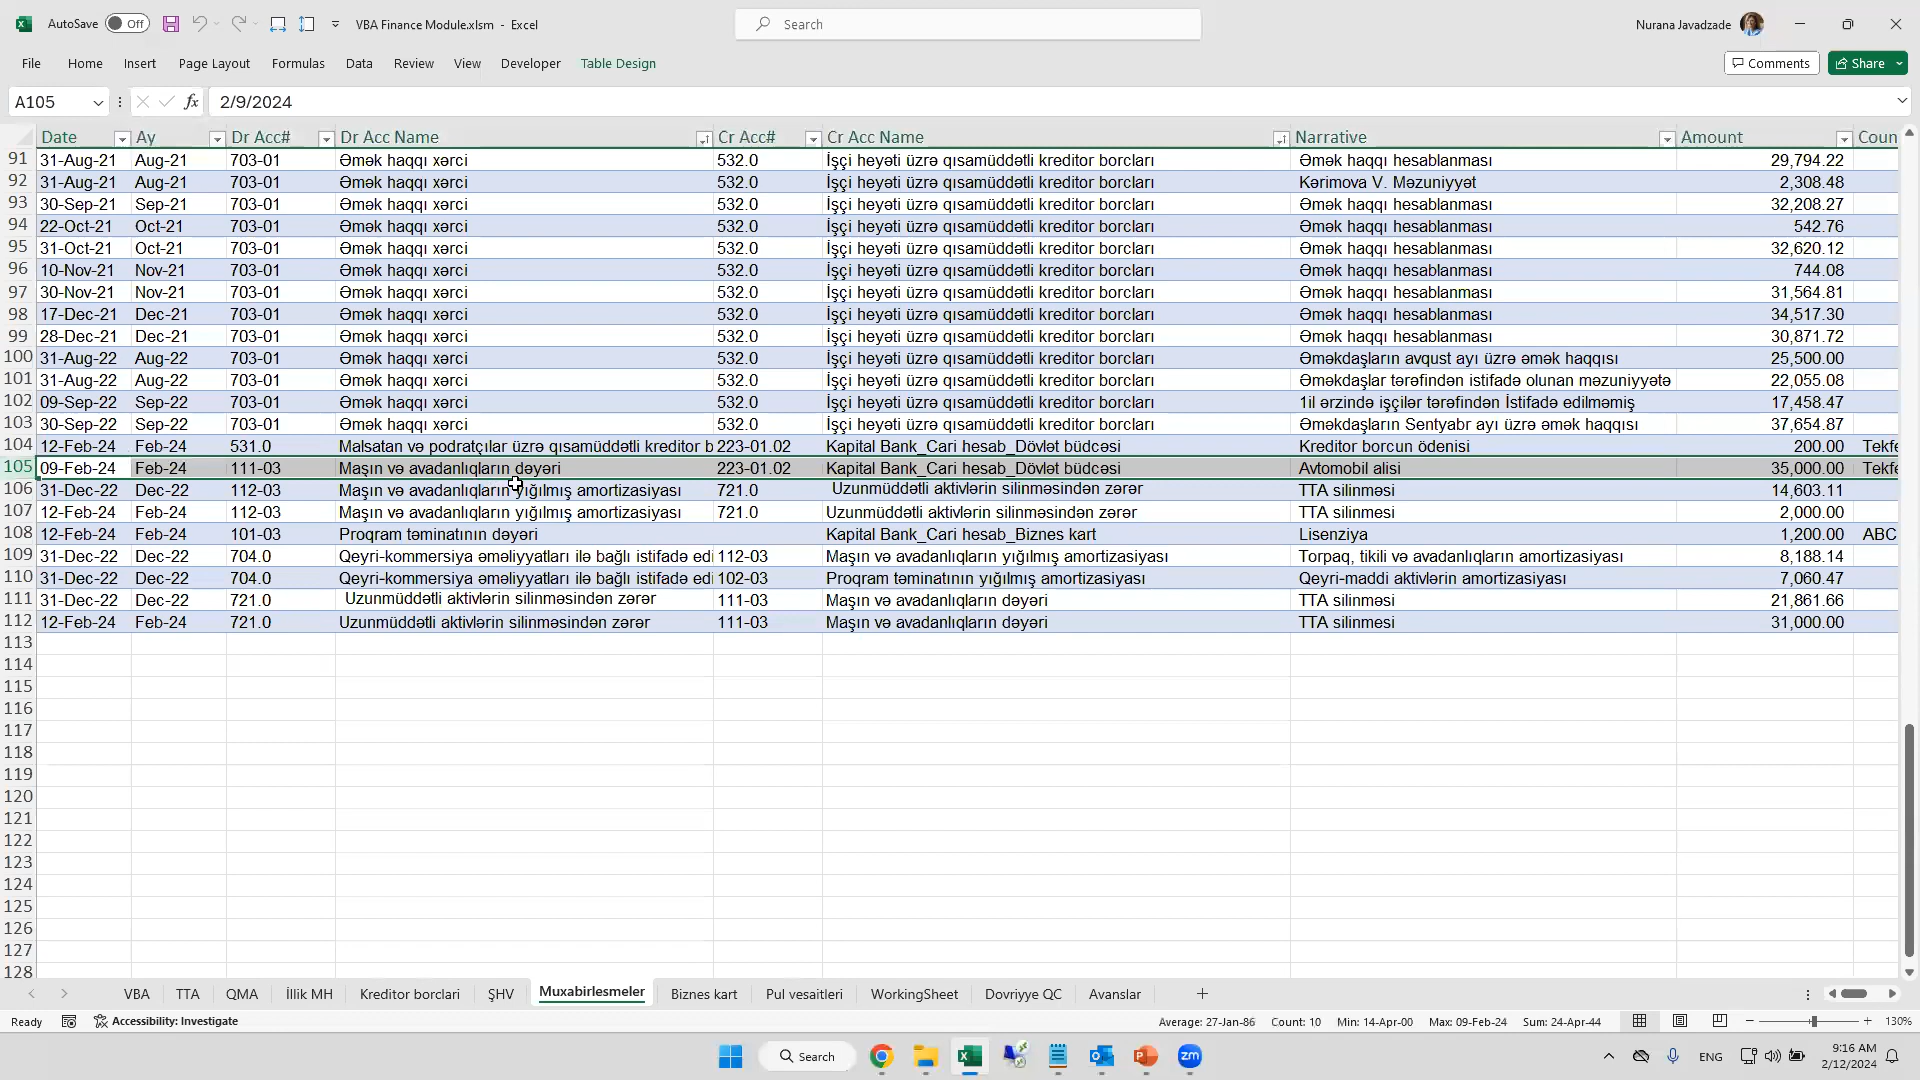 AutoSave Off VBA Finance Module.xlsm - Excel Search Nurana Javadzade
File Home Insert Page Layout Formulas Data Review View Developer Table Design Comments Share
A105 fx 2/9/2024
Date Ay Dr Acc# Dr Acc Name Cr Acc# Cr Acc Name Narrative Amount Coun
91 31-Aug-21 Aug-21 703-01 Əmək haqqı xərci 532.0 İşçi heyəti üzrə qısamüddətli kreditor borcları Əmək haqqı hesablanması 29,794.22
92 31-Aug-21 Aug-21 703-01 Əmək haqqı xərci 532.0 İşçi heyəti üzrə qısamüddətli kreditor borcları Kərimova V. Məzuniyyət 2,308.48
93 30-Sep-21 Sep-21 703-01 Əmək haqqı xərci 532.0 İşçi heyəti üzrə qısamüddətli kreditor borcları Əmək haqqı hesablanması 32,208.27
94 22-Oct-21 Oct-21 703-01 Əmək haqqı xərci 532.0 İşçi heyəti üzrə qısamüddətli kreditor borcları Əmək haqqı hesablanması 542.76
95 31-Oct-21 Oct-21 703-01 Əmək haqqı xərci 532.0 İşçi heyəti üzrə qısamüddətli kreditor borcları Əmək haqqı hesablanması 32,620.12
96 10-Nov-21 Nov-21 703-01 Əmək haqqı xərci 532.0 İşçi heyəti üzrə qısamüddətli kreditor borcları Əmək haqqı hesablanması 744.08
97 30-Nov-21 Nov-21 703-01 Əmək haqqı xərci 532.0 İşçi heyəti üzrə qısamüddətli kreditor borcları Əmək haqqı hesablanması 31,564.81
98 17-Dec-21 Dec-21 703-01 Əmək haqqı xərci 532.0 İşçi heyəti üzrə qısamüddətli kreditor borcları Əmək haqqı hesablanması 34,517.30
99 28-Dec-21 Dec-21 703-01 Əmək haqqı xərci 532.0 İşçi heyəti üzrə qısamüddətli kreditor borcları Əmək haqqı hesablanması 30,871.72
100 31-Aug-22 Aug-22 703-01 Əmək haqqı xərci 532.0 İşçi heyəti üzrə qısamüddətli kreditor borcları Əməkdaşların avqust ayı üzrə əmək haqqısı 25,500.00
101 31-Aug-22 Aug-22 703-01 Əmək haqqı xərci 532.0 İşçi heyəti üzrə qısamüddətli kreditor borcları Əməkdaşlar tərəfindən istifadə olunan məzuniyyətə 22,055.08
102 09-Sep-22 Sep-22 703-01 Əmək haqqı xərci 532.0 İşçi heyəti üzrə qısamüddətli kreditor borcları 1il ərzində işçilər tərəfindən İstifadə edilməmiş 17,458.47
103 30-Sep-22 Sep-22 703-01 Əmək haqqı xərci 532.0 İşçi heyəti üzrə qısamüddətli kreditor borcları Əməkdaşların Sentyabr ayı üzrə əmək haqqısı 37,654.87
104 12-Feb-24 Feb-24 531.0 Malsatan və podratçılar üzrə qısamüddətli kreditor b 223-01.02 Kapital Bank_Cari hesab_Dövlət büdcəsi Kreditor borcun ödenisi 200.00 Tekfe
105 09-Feb-24 Feb-24 111-03 Maşın və avadanlıqların dəyəri 223-01.02 Kapital Bank_Cari hesab_Dövlət büdcəsi Avtomobil alisi 35,000.00 Tekfe
106 31-Dec-22 Dec-22 112-03 Maşın və avadanlıqların yığılmış amortizasiyası 721.0 Uzunmüddətli aktivlərin silinməsindən zərər TTA silinməsi 14,603.11
107 12-Feb-24 Feb-24 112-03 Maşın və avadanlıqların yığılmış amortizasiyası 721.0 Uzunmüddətli aktivlərin silinməsindən zərər TTA silinmesi 2,000.00
108 12-Feb-24 Feb-24 101-03 Proqram təminatının dəyəri Kapital Bank_Cari hesab_Biznes kart Lisenziya 1,200.00 ABC
109 31-Dec-22 Dec-22 704.0 Qeyri-kommersiya əməliyyatları ilə bağlı istifadə edi 112-03 Maşın və avadanlıqların yığılmış amortizasiyası Torpaq, tikili və avadanlıqların amortizasiyası 8,188.14
110 31-Dec-22 Dec-22 704.0 Qeyri-kommersiya əməliyyatları ilə bağlı istifadə edi 102-03 Proqram təminatının yığılmış amortizasiyası Qeyri-maddi aktivlərin amortizasiyası 7,060.47
111 31-Dec-22 Dec-22 721.0 Uzunmüddətli aktivlərin silinməsindən zərər 111-03 Maşın və avadanlıqların dəyəri TTA silinməsi 21,861.66
112 12-Feb-24 Feb-24 721.0 Uzunmüddətli aktivlərin silinməsindən zərər 111-03 Maşın və avadanlıqların dəyəri TTA silinmesi 31,000.00
113
114
115
116
117
118
119
120
121
122
123
124
125
126
127
128
VBA TTA QMA İllik MH Kreditor borclari ŞHV Muxabirlesmeler Biznes kart Pul vesaitleri WorkingSheet Dovriyye QC Avanslar
Ready Accessibility: Investigate Average: 27-Jan-86 Count: 10 Min: 14-Apr-00 Max: 09-Feb-24 Sum: 24-Apr-44 130%
Search zm ENG 9:16 AM
2/12/2024